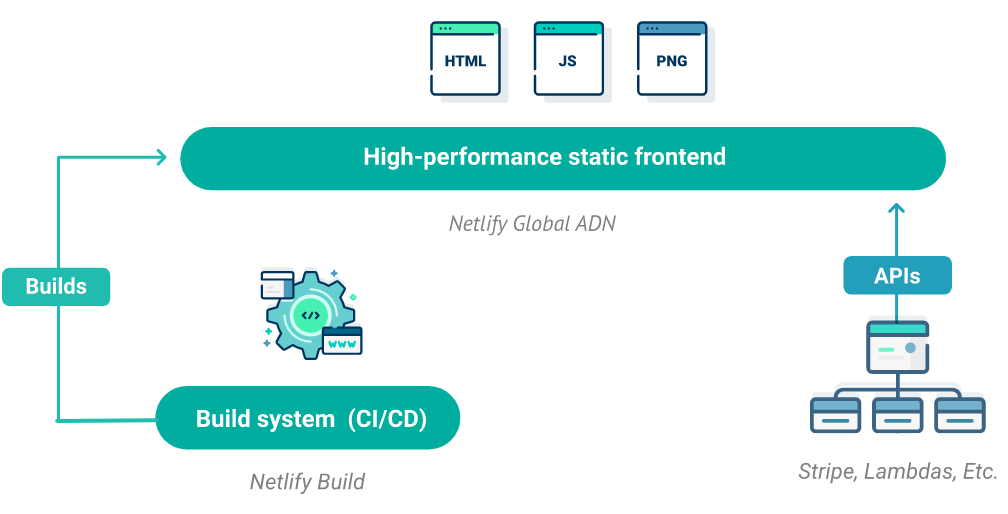 HTML
JS
PNG
High-performance static frontend
Netlify Global ADN
Builds
APIs
</>
www
Build system (CI/CD)
Netlify Build
Stripe, Lambdas, Etc.